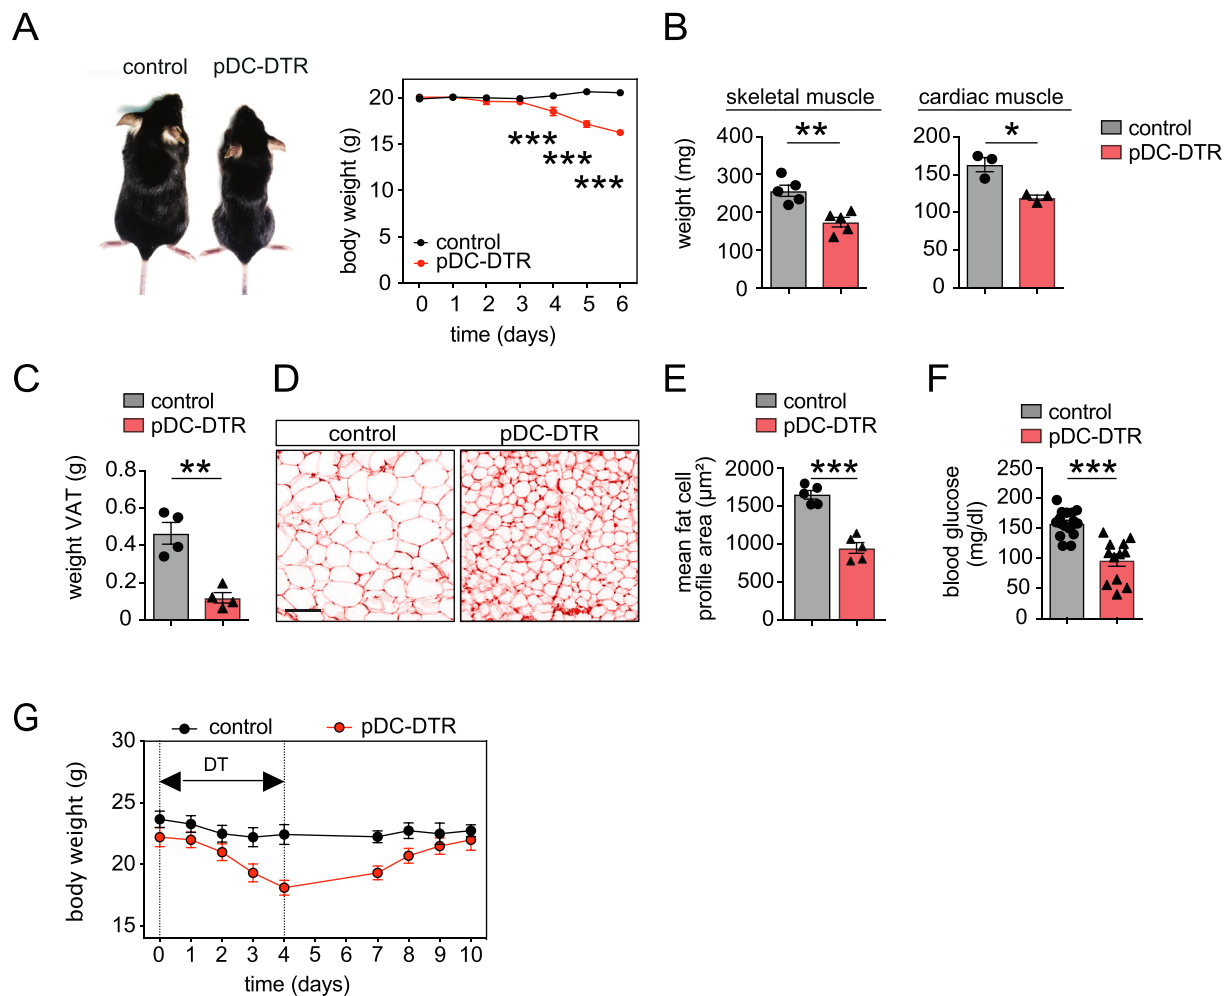 A
control pDC-DTR
body weight (g)
20
15
10
5
0
***
***
***
control
pDC-DTR
0 1 2 3 4 5 6
time (days)
B
skeletal muscle
cardiac muscle
control
pDC-DTR
weight (mg)
400
300
200
100
0
**
200
150
100
50
0
*
C
control
pDC-DTR
weight VAT (g)
0.8
0.6
0.4
0.2
0
**
D
control pDC-DTR
E
control
pDC-DTR
mean fat cell
profile area (µm²)
2000
1500
1000
500
0
***
F
control
pDC-DTR
blood glucose
(mg/dl)
250
200
150
100
50
0
***
G
control pDC-DTR
body weight (g)
30
25
20
15
DT
0 1 2 3 4 5 6 7 8 9 10
time (days)